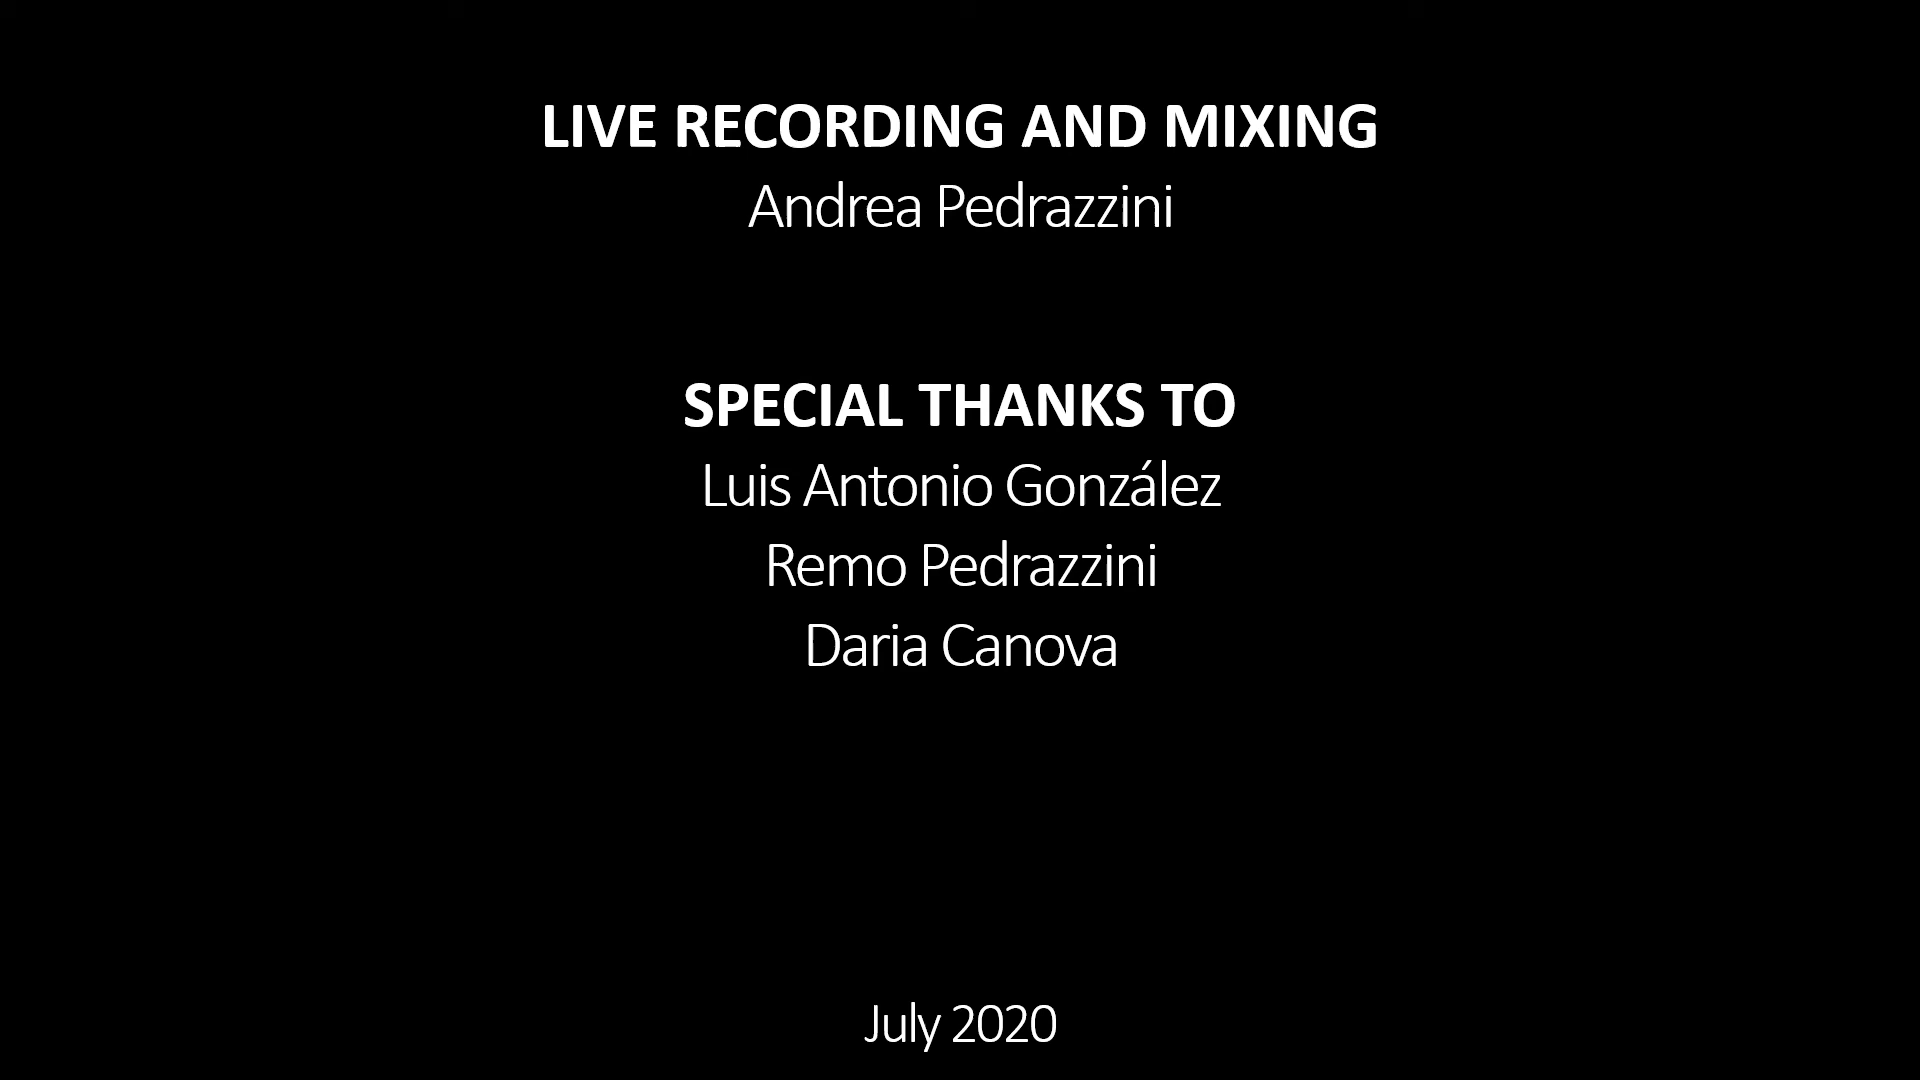 LIVE RECORDING AND MIXING
Andrea Pedrazzini
SPECIAL THANKS TO
Luis Antonio González
Remo Pedrazzini
Daria Canova
July 2020